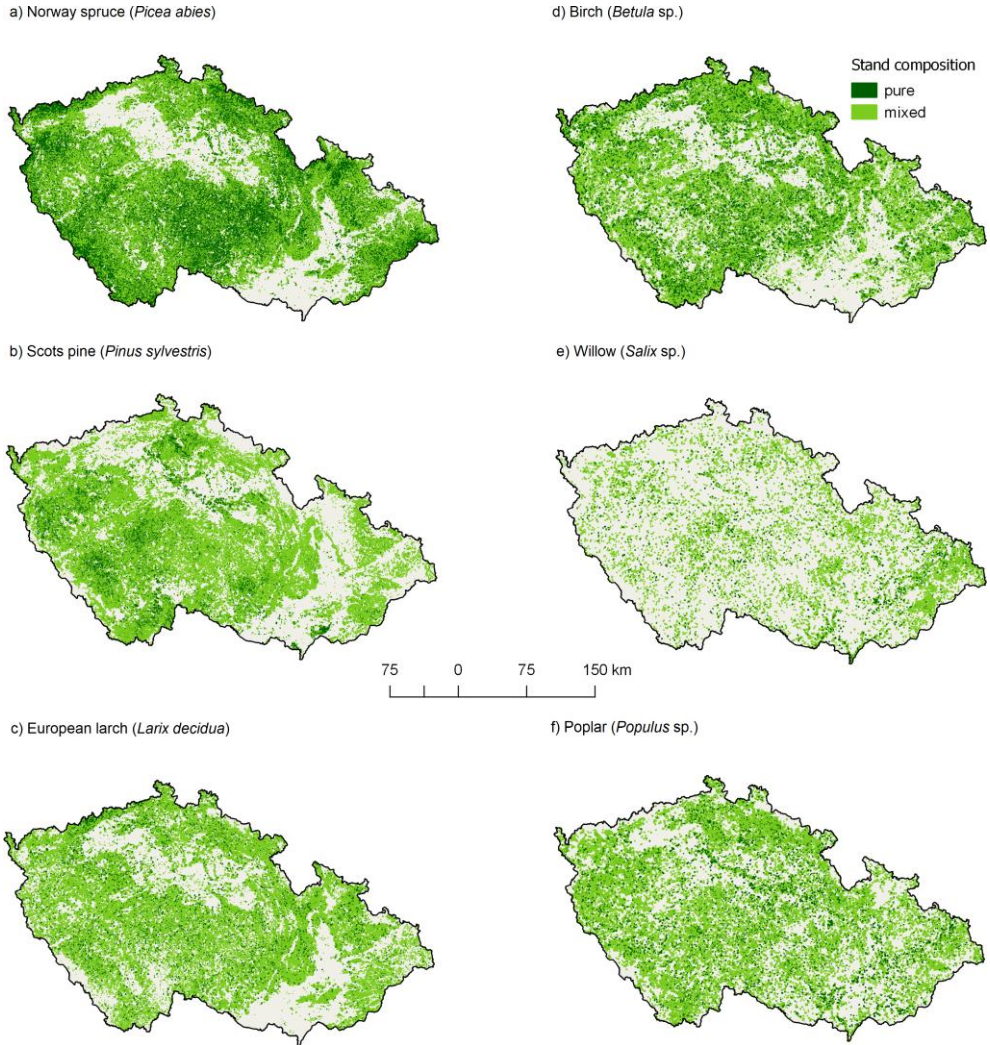 a) Norway spruce (Picea abies)
d) Birch (Betula sp.)
Stand composition
pure
mixed
b) Scots pine (Pinus sylvestris)
e) Willow (Salix sp.)
75 0 75 150 km
c) European larch (Larix decidua)
f) Poplar (Populus sp.)